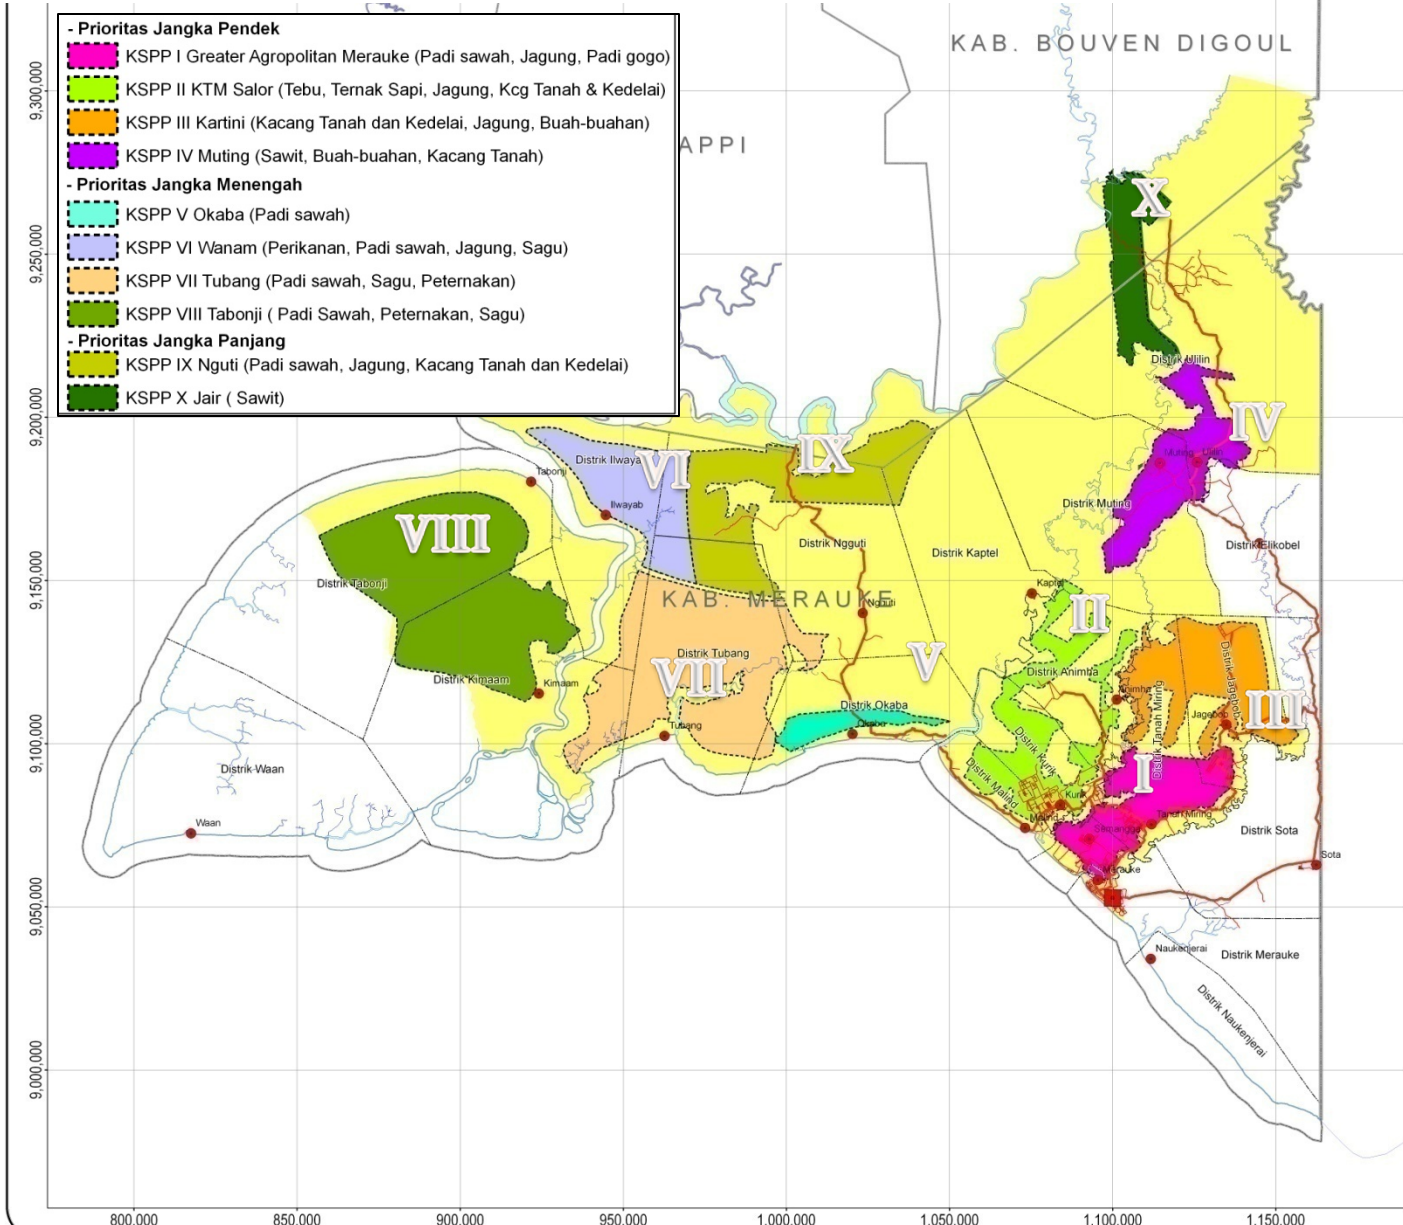 - Prioritas Jangka Pendek
KSPP I Greater Agropolitan Merauke (Padi sawah, Jagung, Padi gogo)
KSPP II KTM Salor (Tebu, Ternak Sapi, Jagung, Kcg Tanah & Kedelai)
KSPP III Kartini (Kacang Tanah dan Kedelai, Jagung, Buah-buahan)
KSPP IV Muting (Sawit, Buah-buahan, Kacang Tanah)
- Prioritas Jangka Menengah
KSPP V Okaba (Padi sawah)
KSPP VI Wanam (Perikanan, Padi sawah, Jagung, Sagu)
KSPP VII Tubang (Padi sawah, Sagu, Peternakan)
KSPP VIII Tabonji ( Padi Sawah, Peternakan, Sagu)
- Prioritas Jangka Panjang
KSPP IX Nguti (Padi sawah, Jagung, Kacang Tanah dan Kedelai)
KSPP X Jair ( Sawit)
KAB. BOUVEN DIGOUL
APPI
X
Distrik Ulilin
IV
Muting
Ulilin
Distrik Muting
Distrik Elikobel
IX
VI
Distrik Ilwaya
Tabonji
Ilwayab
VIII
Distrik Tabonji
Distrik Ngguti
Distrik Kaptel
KAB. MERAUKE
Ngguti
Kaptel
II
V
Distrik Tubang
VII
Distrik Animha
Animha
Distrik Kimaam
Kimaam
Distrik Tanah Miring
Distrik Jagebob
Jagebob
III
Distrik Okaba
Okaba
Tubang
Distrik Kurik
Distrik Malind
I
Kurik
Malind
Tanah Miring
Semangga
Distrik Waan
Waan
Distrik Sota
Sota
Merauke
Naukenjerai
Distrik Merauke
Distrik Naukenjerai
9,300,000
9,250,000
9,200,000
9,150,000
9,100,000
9,050,000
9,000,000
800,000
850,000
900,000
950,000
1,000,000
1,050,000
1,100,000
1,150,000